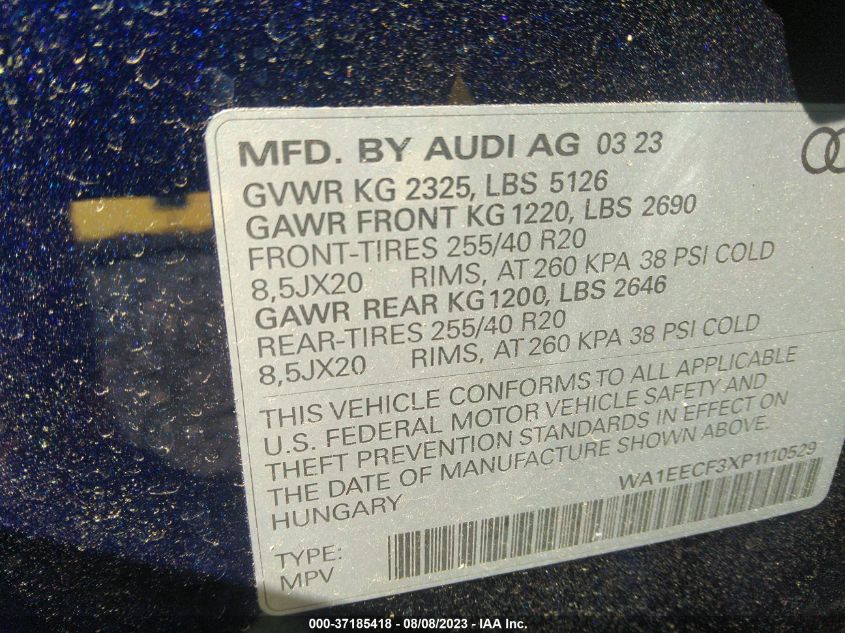 MFD. BY AUDI AG 03 23
GVWR KG 2325, LBS 5126
GAWR FRONT KG 1220, LBS 2690
FRONT-TIRES 255/40 R20
8,5JX20 RIMS, AT 260 KPA 38 PSI COLD
GAWR REAR KG 1200, LBS 2646
REAR-TIRES 255/40 R20
8,5JX20 RIMS, AT 260 KPA 38 PSI COLD
THIS VEHICLE CONFORMS TO ALL APPLICABLE
U.S. FEDERAL MOTOR VEHICLE SAFETY AND
THEFT PREVENTION STANDARDS IN EFFECT ON
THE DATE OF MANUFACTURE SHOWN ABOVE.
HUNGARY WA1EECF3XP1110529
TYPE:
MPV
000-37185418 - 08/08/2023 - IAA Inc.